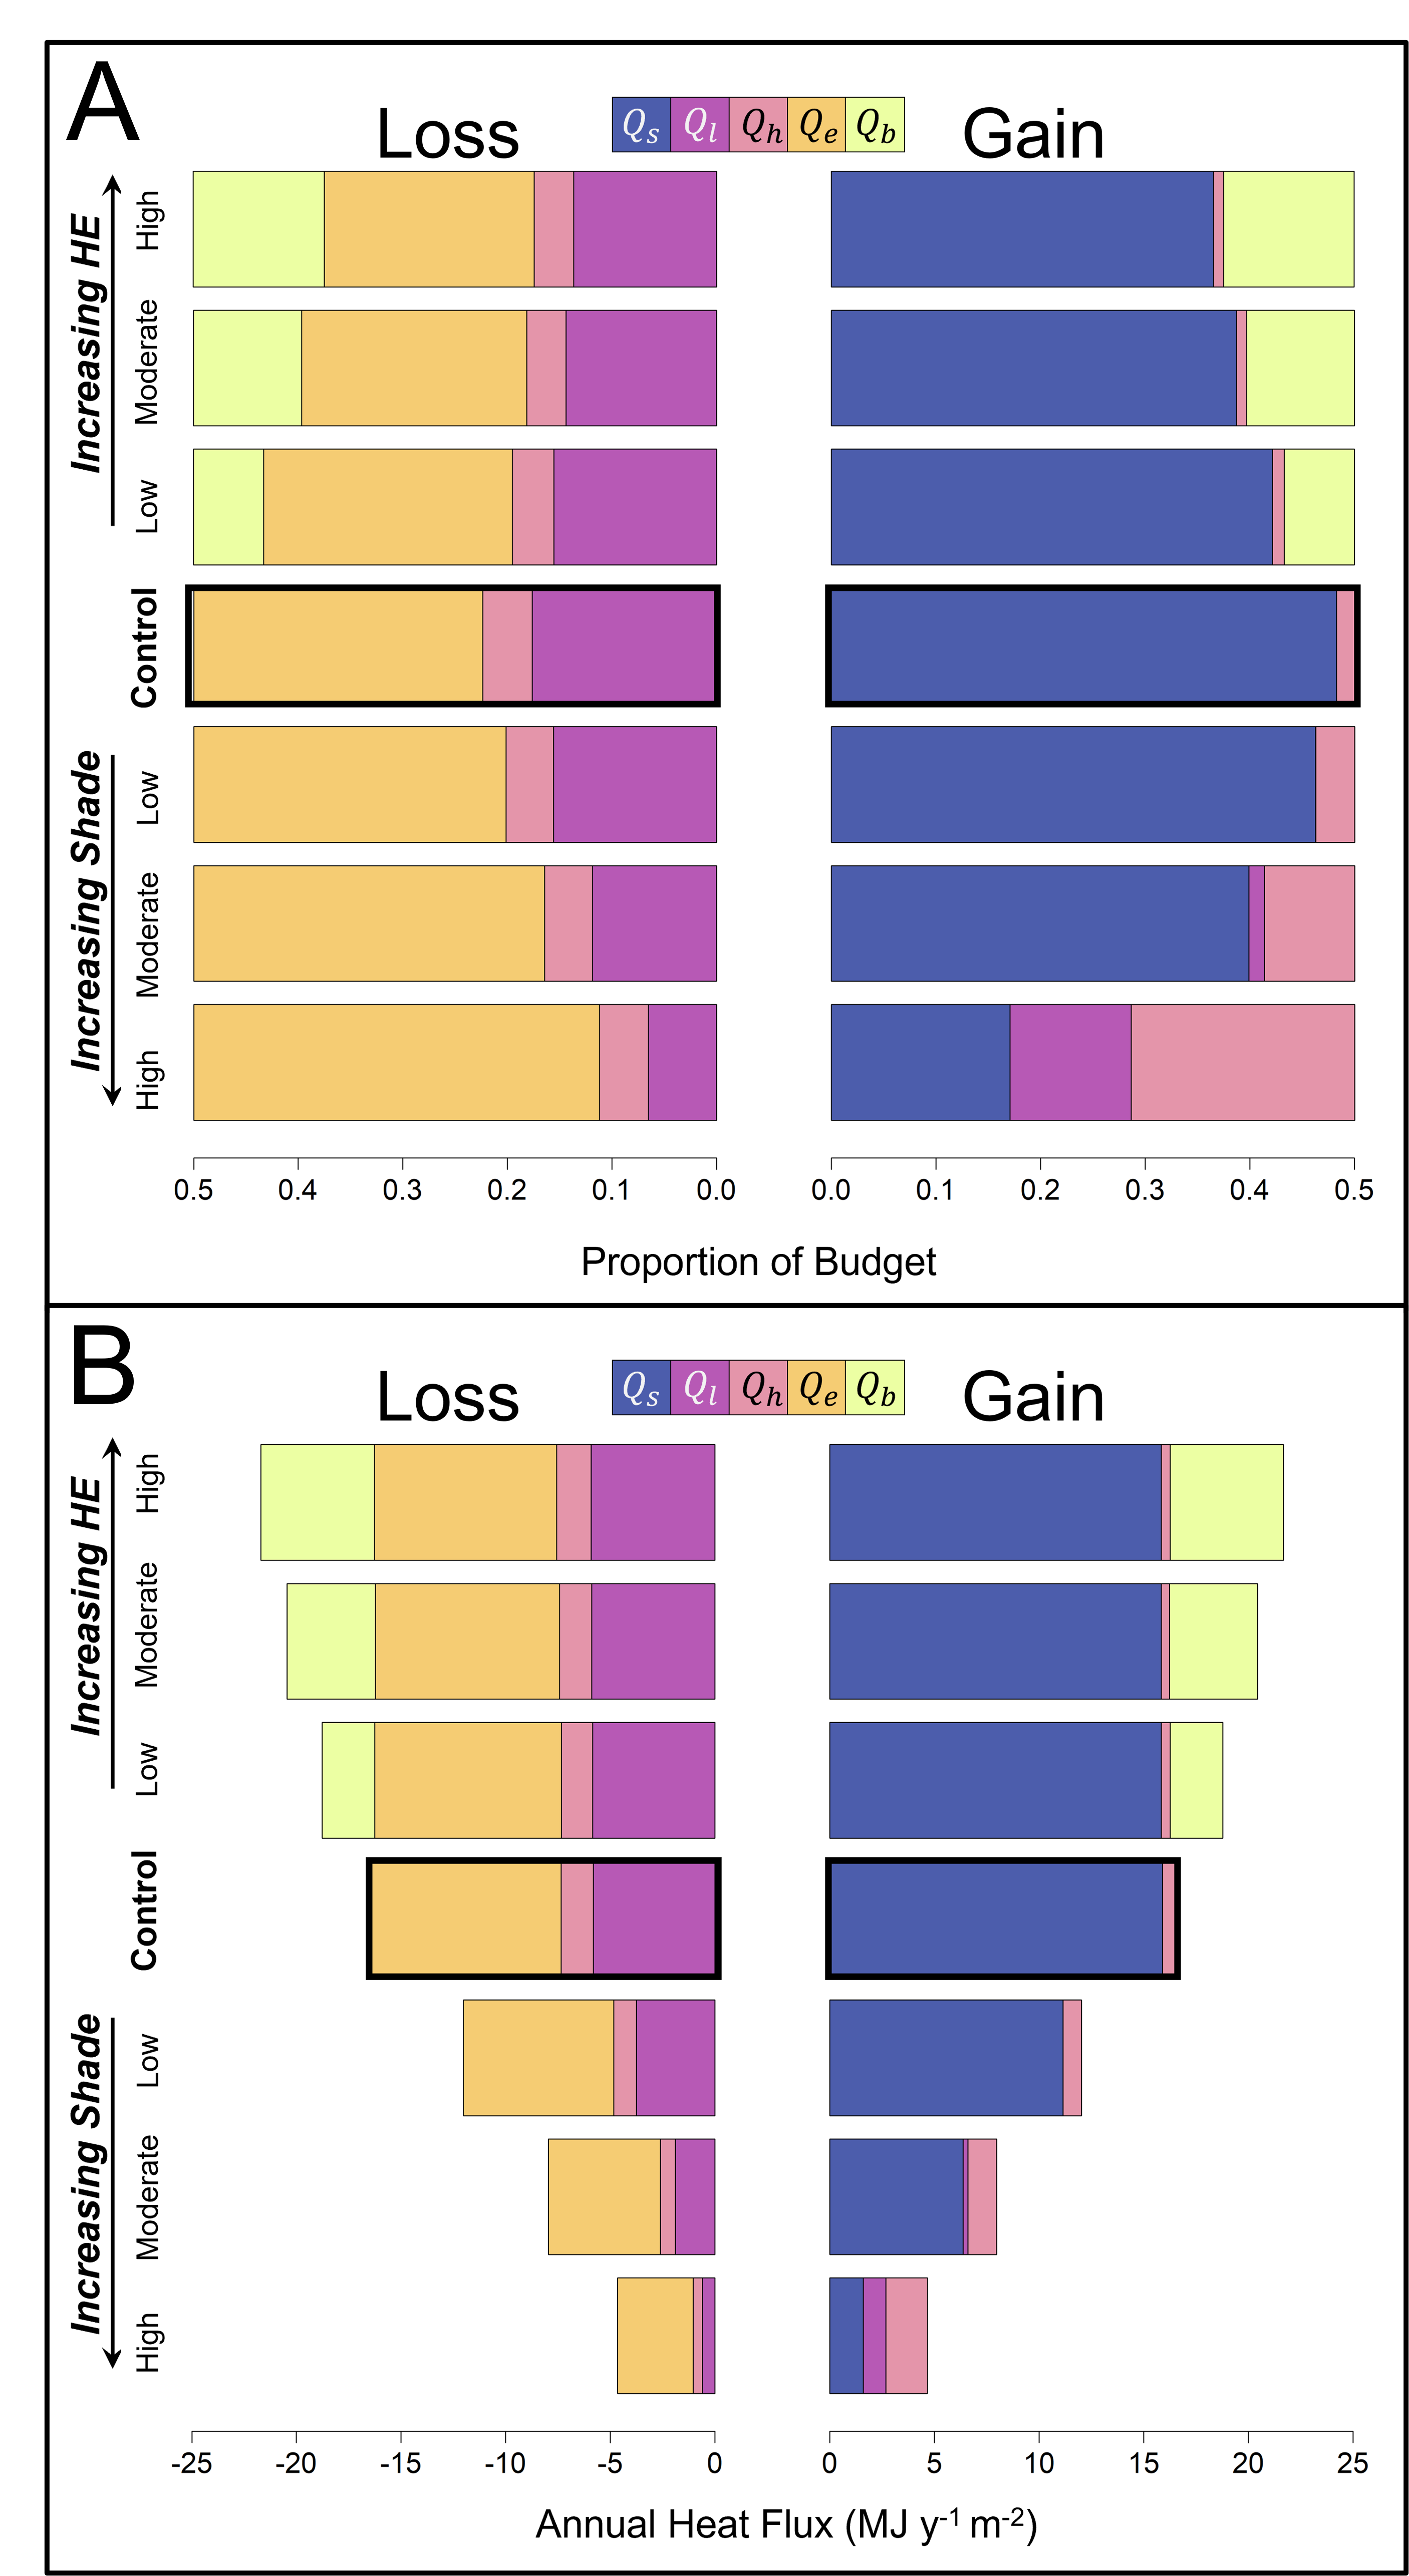 A
Loss
Qs Ql Qh Qe Qb
Gain
Increasing HE
High
Moderate
Low
Control
Increasing Shade
Low
Moderate
High
0.5 0.4 0.3 0.2 0.1 0.0
0.0 0.1 0.2 0.3 0.4 0.5
Proportion of Budget
B
Loss
Qs Ql Qh Qe Qb
Gain
Increasing HE
High
Moderate
Low
Control
Increasing Shade
Low
Moderate
High
-25 -20 -15 -10 -5 0
0 5 10 15 20 25
Annual Heat Flux (MJ y⁻¹ m⁻²)